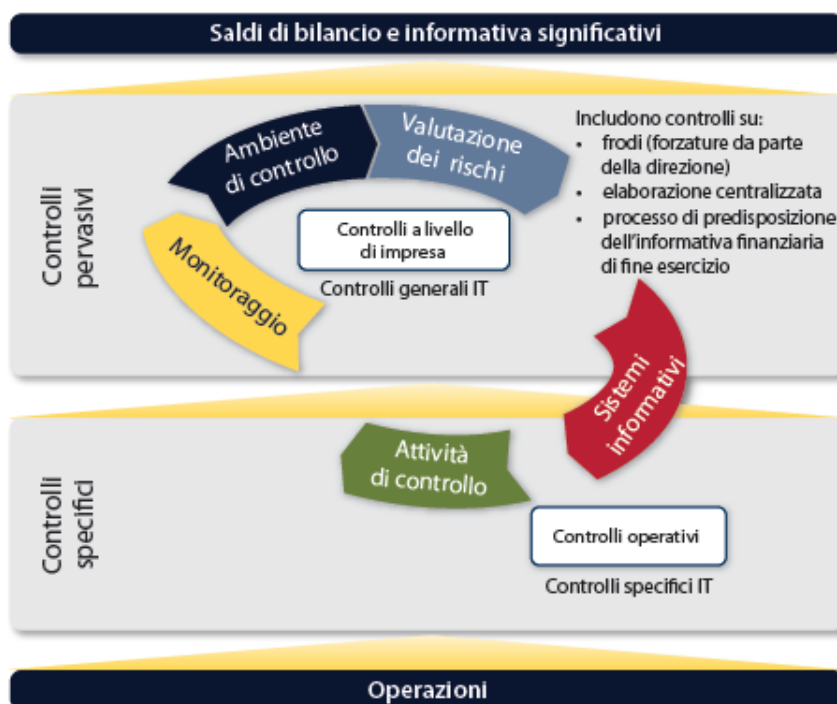 Saldi di bilancio e informativa significativi
Controlli
pervasivi
Ambiente
di controllo
Valutazione
dei rischi
Includono controlli su:
• frodi (forzature da parte
della direzione)
• elaborazione centralizzata
• processo di predisposizione
dell'informativa finanziaria
di fine esercizio
Controlli a livello
di impresa
Controlli generali IT
Monitoraggio
Sistemi
informativi
Controlli
specifici
Attività
di controllo
Controlli operativi
Controlli specifici IT
Operazioni